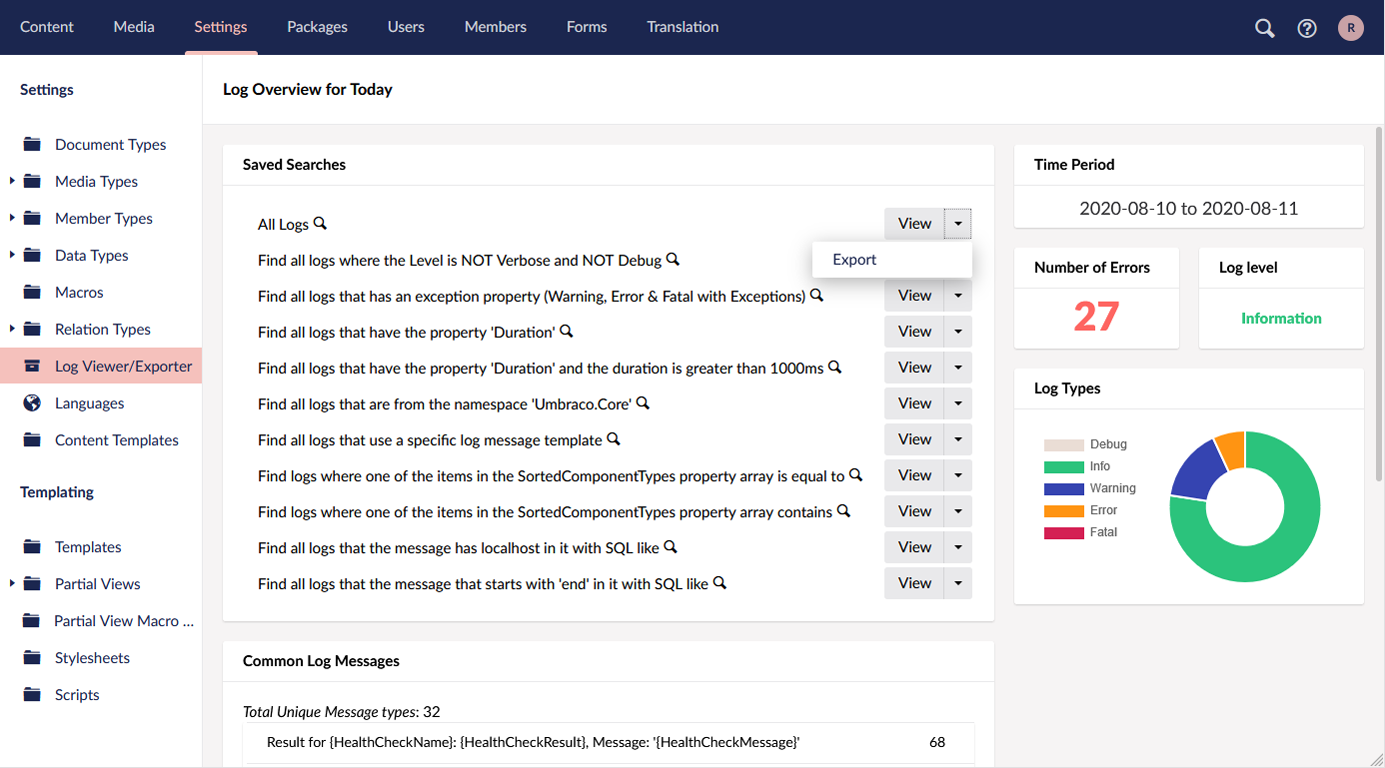 Content Media Settings Packages Users Members Forms Translation R
Settings
Document Types
Media Types
Member Types
Data Types
Macros
Relation Types
Log Viewer/Exporter
Languages
Content Templates
Templating
Templates
Partial Views
Partial View Macro ...
Stylesheets
Scripts
Log Overview for Today
Saved Searches
All Logs View
Export
Find all logs where the Level is NOT Verbose and NOT Debug
Find all logs that has an exception property (Warning, Error & Fatal with Exceptions) View
Find all logs that have the property 'Duration' View
Find all logs that have the property 'Duration' and the duration is greater than 1000ms View
Find all logs that are from the namespace 'Umbraco.Core' View
Find all logs that use a specific log message template View
Find logs where one of the items in the SortedComponentTypes property array is equal to View
Find logs where one of the items in the SortedComponentTypes property array contains View
Find all logs that the message has localhost in it with SQL like View
Find all logs that the message that starts with 'end' in it with SQL like View
Common Log Messages
Total Unique Message types: 32
Result for {HealthCheckName}: {HealthCheckResult}, Message: '{HealthCheckMessage}' 68
Time Period
2020-08-10 to 2020-08-11
Number of Errors
27
Log level
Information
Log Types
Debug
Info
Warning
Error
Fatal